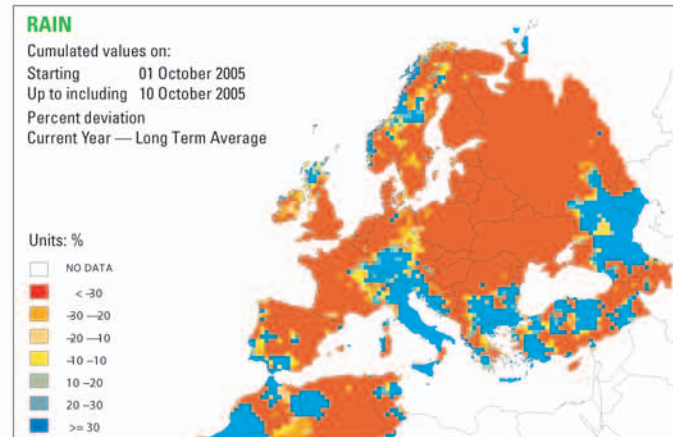 RAIN
Cumulated values on:
Starting 01 October 2005
Up to including 10 October 2005
Percent deviation
Current Year — Long Term Average
Units: %
NO DATA
< -30
-30 —20
-20 —10
-10 –10
10 –20
20 –30
>= 30